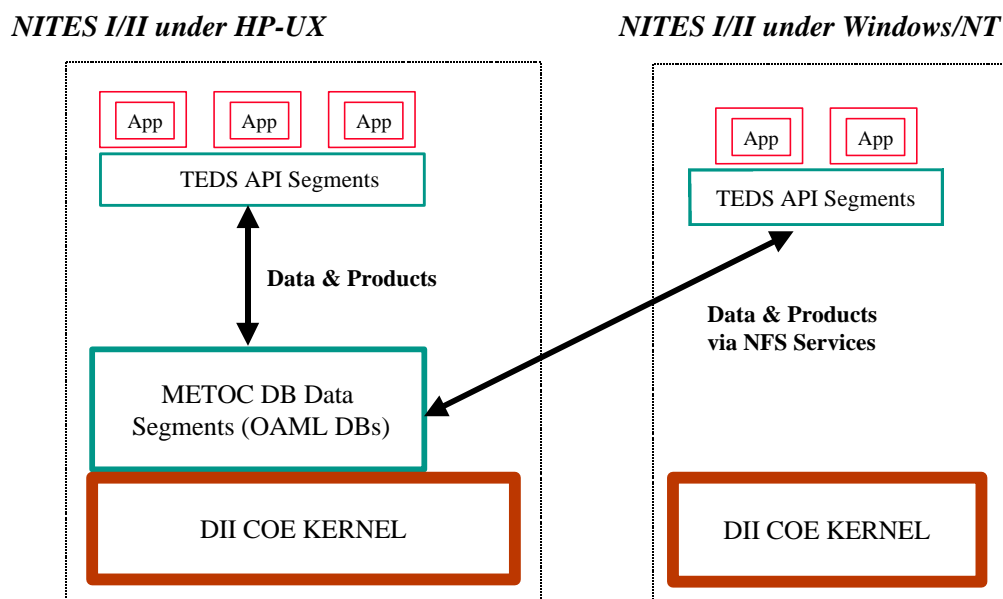 NITES I/II under HP-UX
NITES I/II under Windows/NT
App
App
App
TEDS API Segments
Data & Products
METOC DB Data
Segments (OAML DBs)
DII COE KERNEL
App
App
TEDS API Segments
Data & Products
via NFS Services
DII COE KERNEL